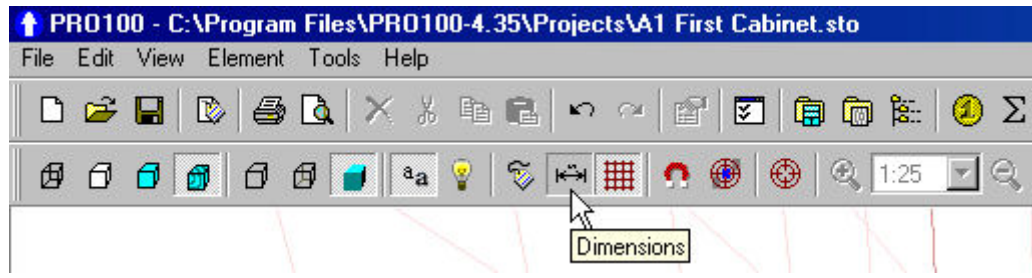 PRO100 - C:\Program Files\PRO100-4.35\Projects\A1 First Cabinet.sto
File Edit View Element Tools Help
1 Σ
aa 1:25
Dimensions